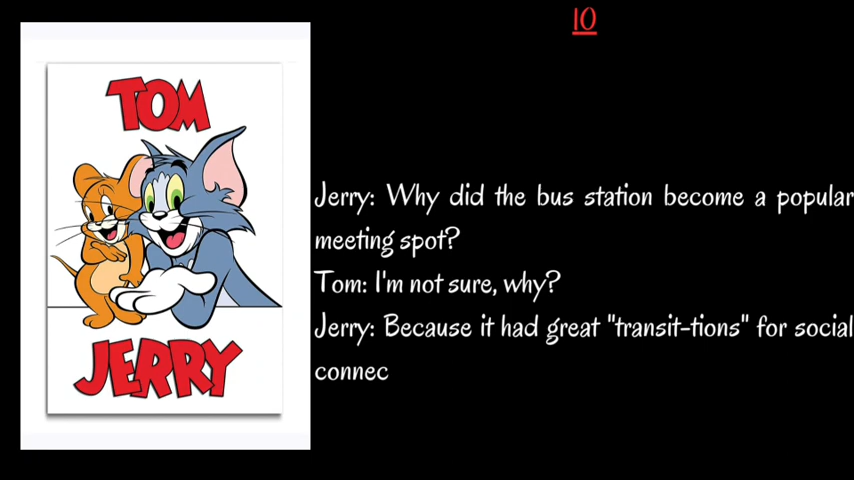 10
TOM
Jerry: Why did the bus station become a popular
meeting spot?
Tom: I'm not sure, why?
Jerry: Because it had great "transit-tions" for social
connec
JERRY